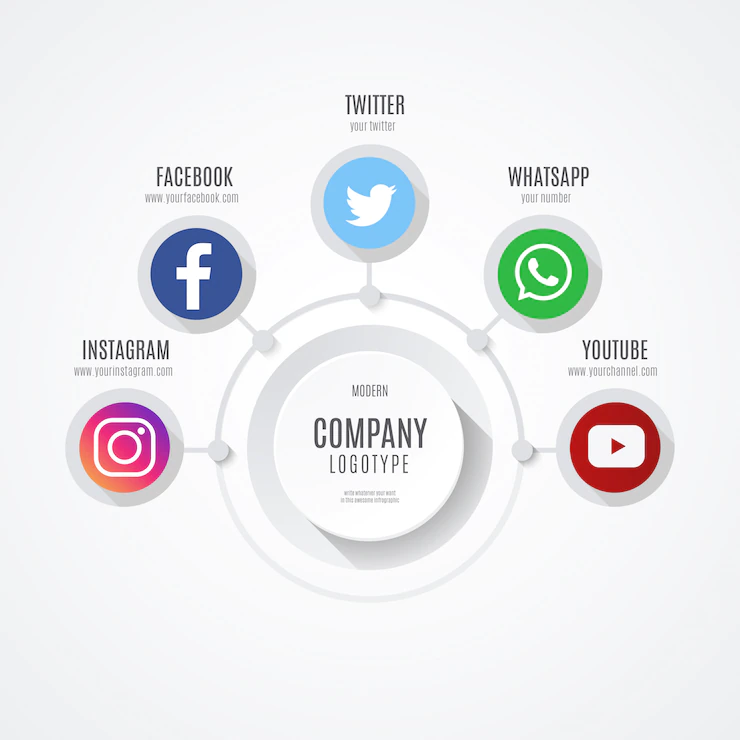 TWITTER
your twitter
FACEBOOK
www.yourfacebook.com
WHATSAPP
your number
INSTAGRAM
www.yourinstagram.com
YOUTUBE
www.yourchannel.com
MODERN
COMPANY
LOGOTYPE
write whatever your want
in this awesome infographic